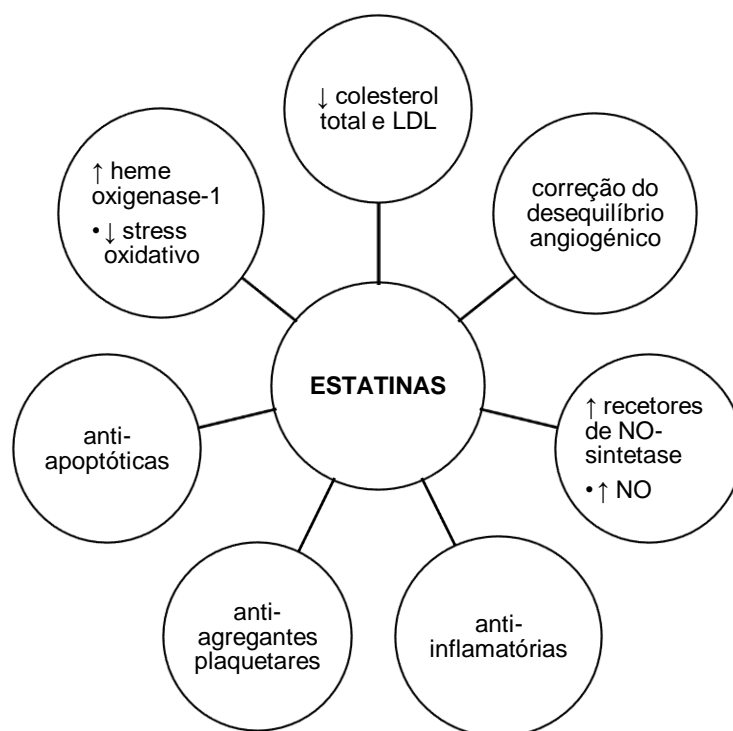 ↓ colesterol
total e LDL
correção do
desequilíbrio
angiogénico
↑ recetores
de NO-
sintetase
• ↑ NO
anti-
inflamatórias
anti-
agregantes
plaquetares
anti-
apoptóticas
↑ heme
oxigenase-1
• ↓ stress
oxidativo
ESTATINAS